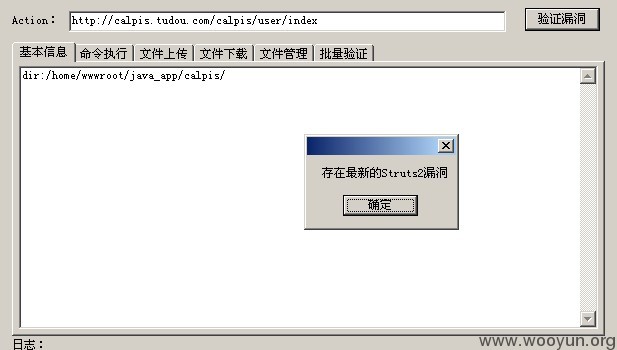 Action： http://calpis.tudou.com/calpis/user/index 验证漏洞
基本信息 命令执行 文件上传 文件下载 文件管理 批量验证
dir:/home/wwwroot/java_app/calpis/
存在最新的Struts2漏洞
确定
www.wooyun.org
日志：